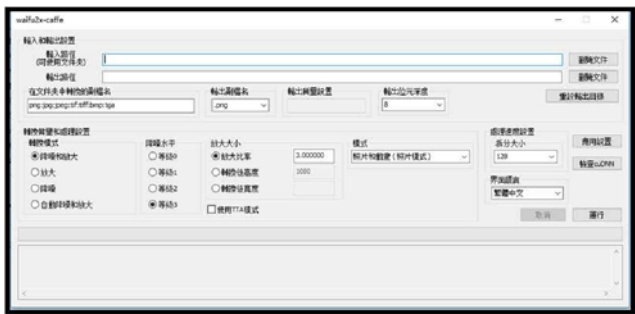 waifu2x-caffe
輸入和輸出設置
輸入路徑
(可使用文件夾)
瀏覽文件
輸出路徑
瀏覽文件
在文件夾中轉換的副檔名
輸出副檔名
輸出質量設置
輸出位元深度
png:jpg:jpeg:tif:tiff:bmp:tga
.png
8
重設輸出目錄
轉換質量和處理設置
轉換模式
降噪和放大
放大
降噪
自動降噪和放大
降噪水平
等級0
等級1
等級2
等級3
放大大小
放大比率
3.000000
轉換後高度
1080
轉換後寬度
使用TTA模式
模式
照片和動畫 (照片模式)
處理速度設置
拆分大小
128
應用設置
檢查cuDNN
界面語言
繁體中文
取消
運行